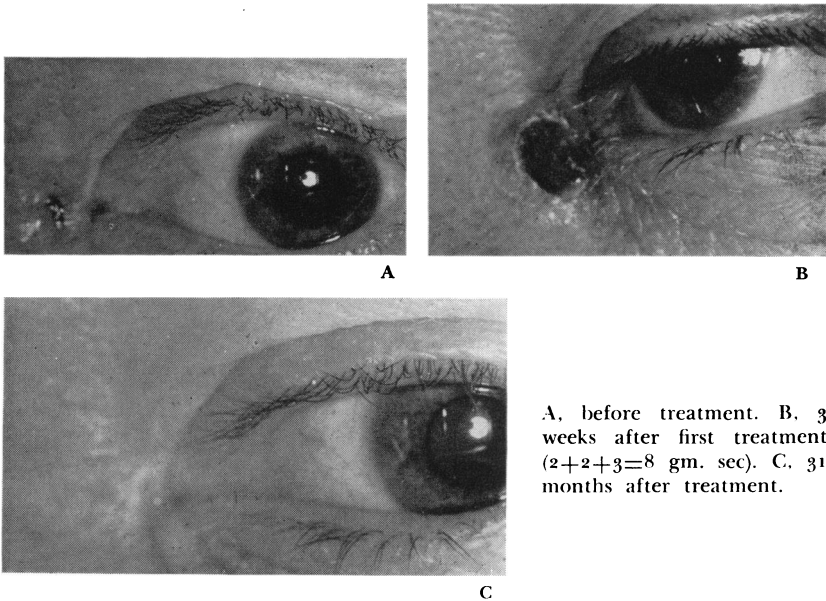 A
B
C
A, before treatment. B, 3
weeks after first treatment
(2+2+3=8 gm. sec). C, 31
months after treatment.